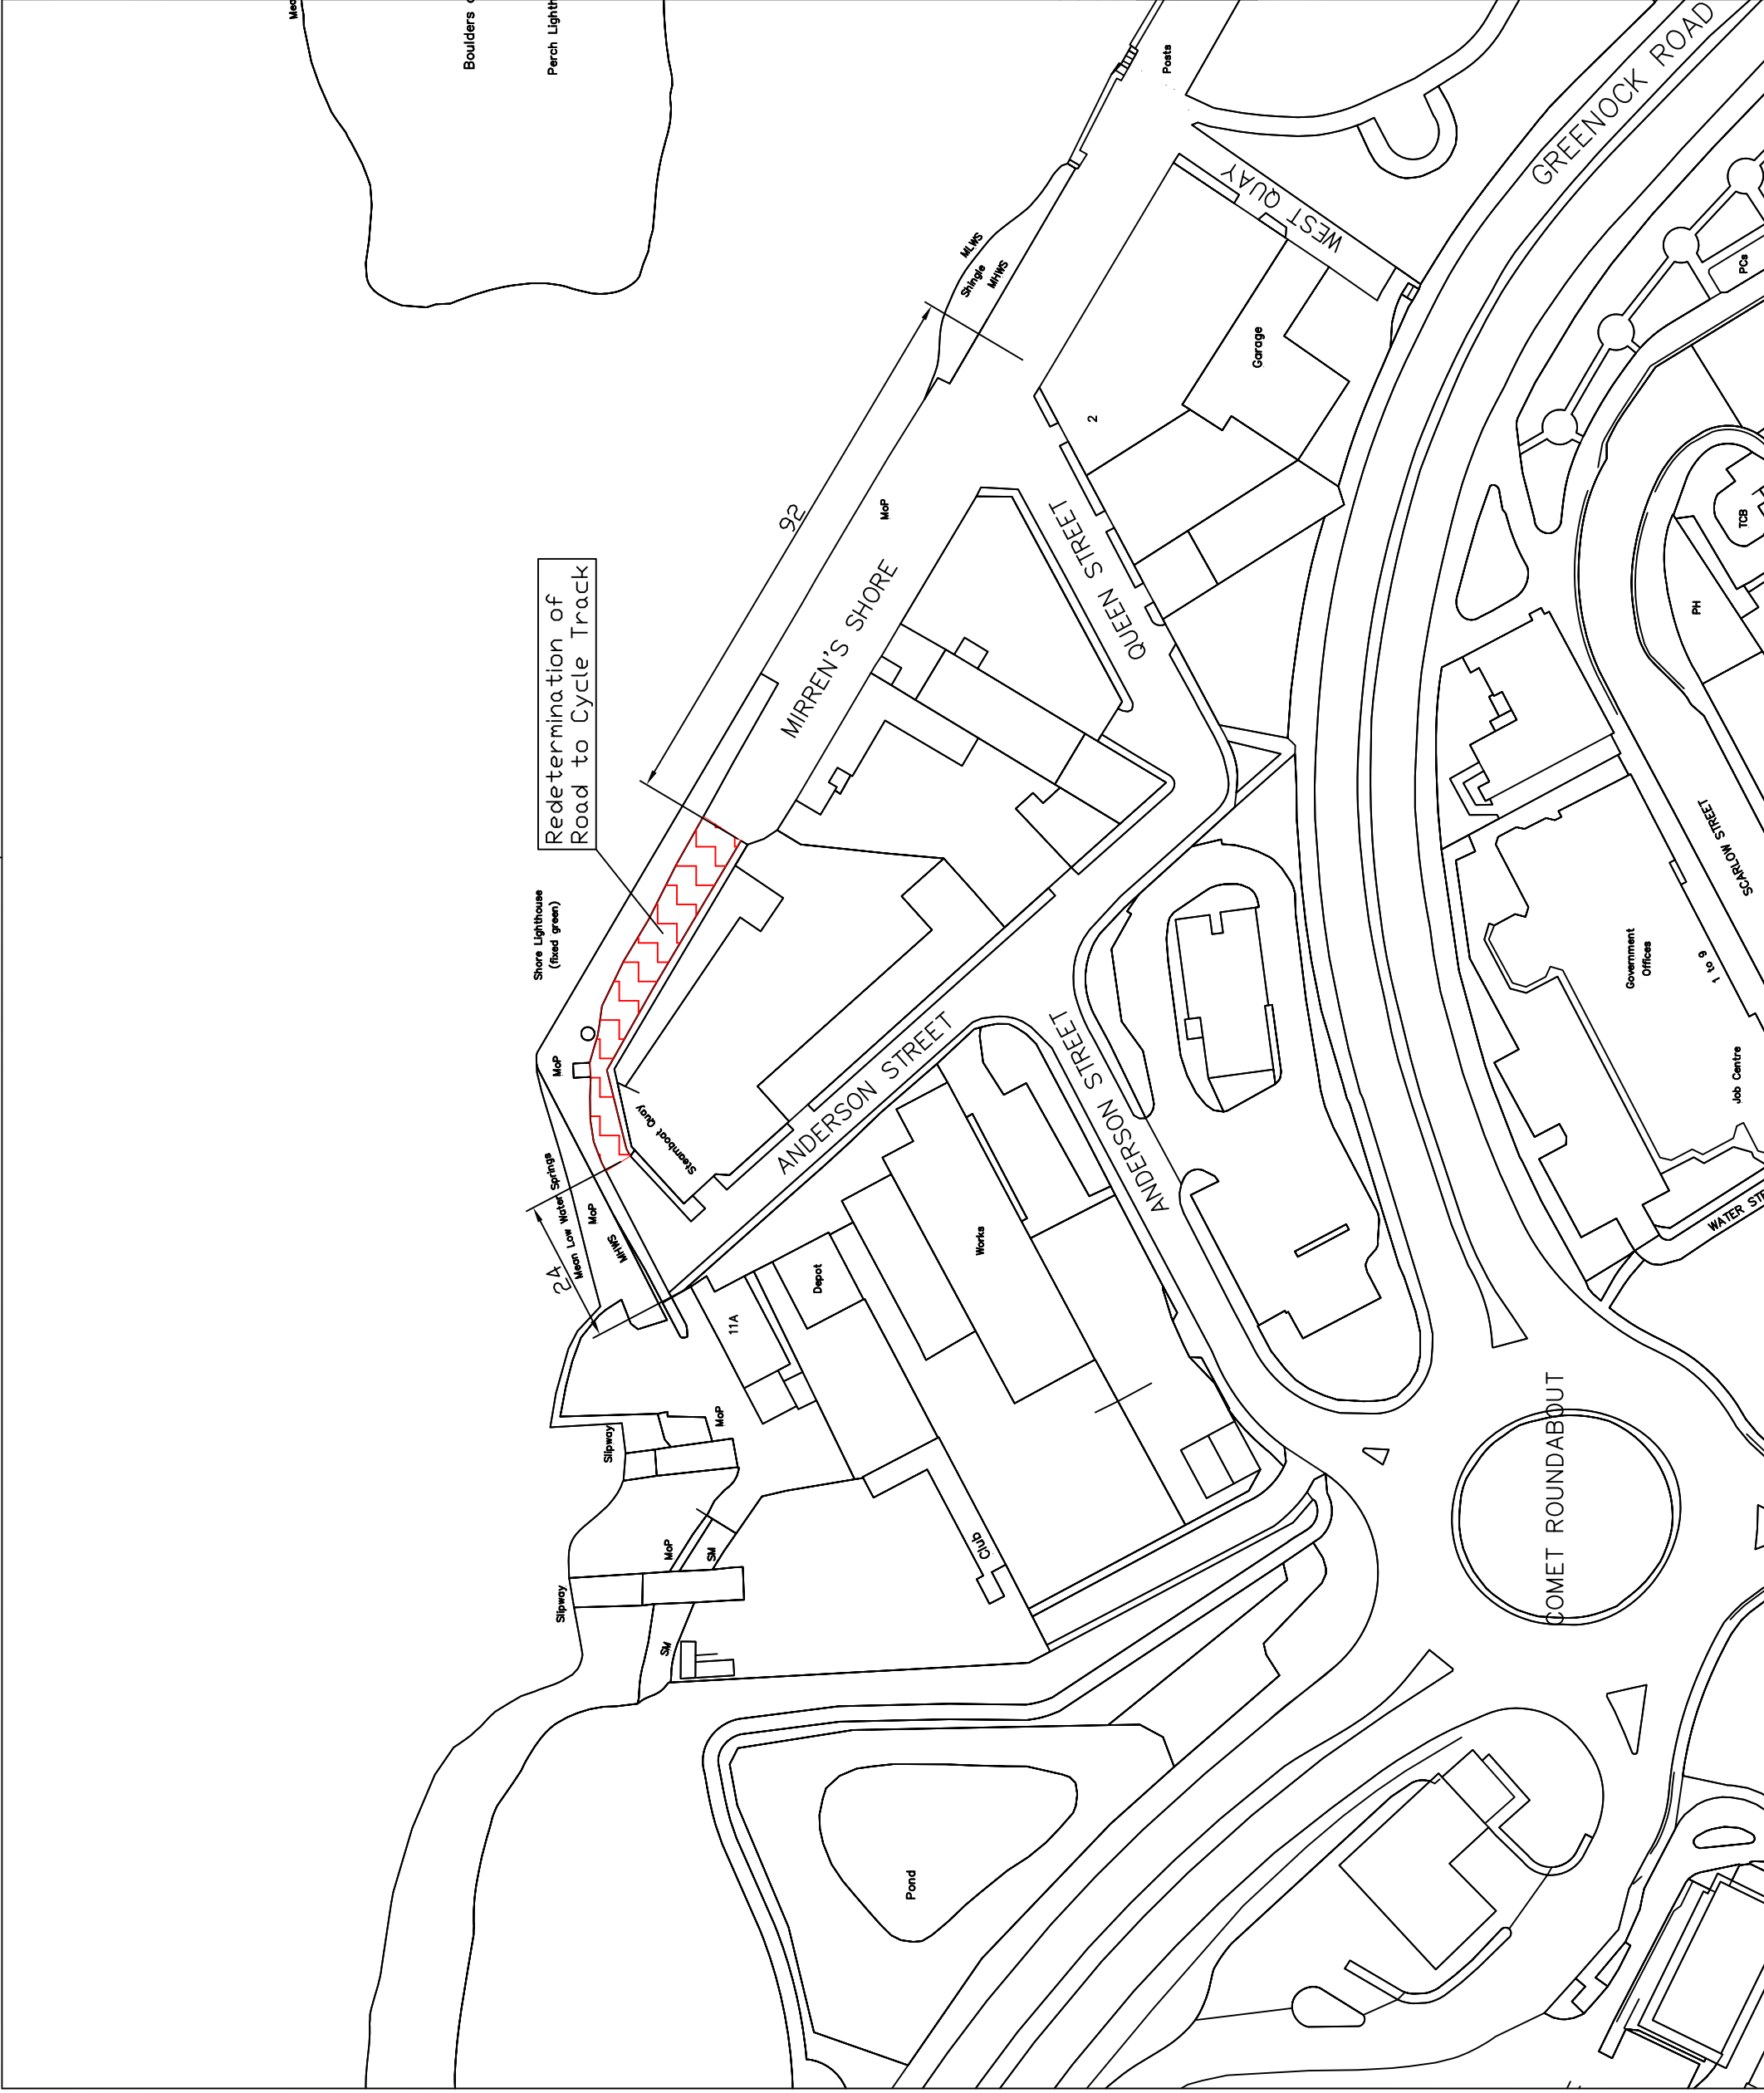 Boulders
Perch Light
Posts
GREENOCK ROAD
WEST QUAY
MLWS
Shingle
MHWS
PCs
Garage
2
92
MoP
TCB
QUEEN STREET
Redetermination of
Road to Cycle Track
MIRREN'S SHORE
PH
SCARLOW STREET
Shore Lighthouse
(fixed green)
Government
Offices
1 to 9
MoP
Steamboat Quay
ANDERSON STREET
ANDERSON STREET
Job Centre
Mean Low Water Springs
MoP
MHWS
24
WATER ST
Works
Depot
11A
MoP
Slipway
COMET ROUNDABOUT
MoP
SM
Club
Slipway
SM
Pond